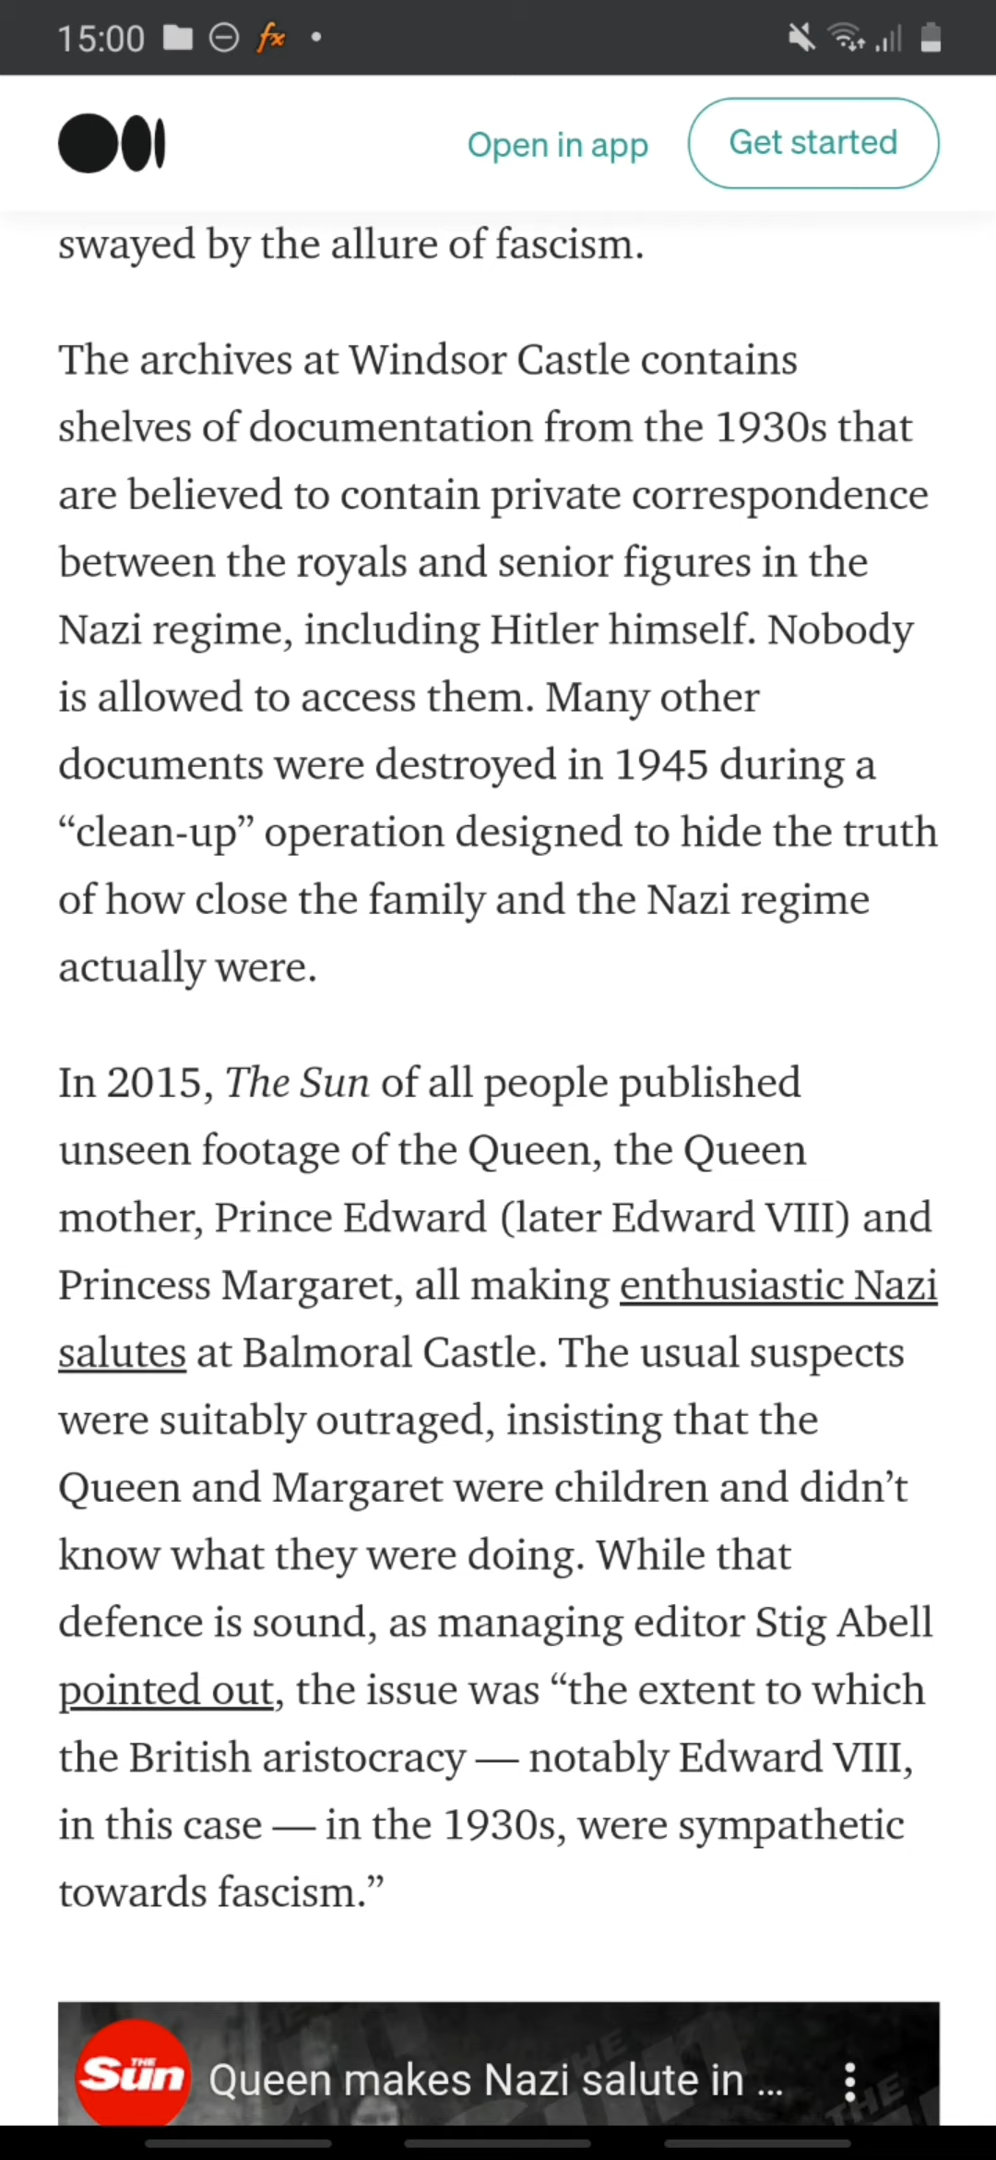 15:00
Open in app
Get started
swayed by the allure of fascism.
The archives at Windsor Castle contains
shelves of documentation from the 1930s that
are believed to contain private correspondence
between the royals and senior figures in the
Nazi regime, including Hitler himself. Nobody
is allowed to access them. Many other
documents were destroyed in 1945 during a
“clean-up” operation designed to hide the truth
of how close the family and the Nazi regime
actually were.
In 2015, The Sun of all people published
unseen footage of the Queen, the Queen
mother, Prince Edward (later Edward VIII) and
Princess Margaret, all making enthusiastic Nazi
salutes at Balmoral Castle. The usual suspects
were suitably outraged, insisting that the
Queen and Margaret were children and didn’t
know what they were doing. While that
defence is sound, as managing editor Stig Abell
pointed out, the issue was “the extent to which
the British aristocracy — notably Edward VIII,
in this case — in the 1930s, were sympathetic
towards fascism.”
THE Sun
Queen makes Nazi salute in ...